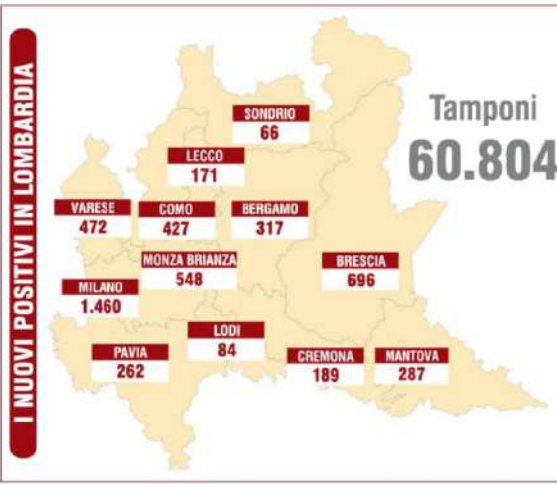 I NUOVI POSITIVI IN LOMBARDIA
Tamponi
60.804
SONDRIO
66
LECCO
171
VARESE
472
COMO
427
BERGAMO
317
MONZA BRIANZA
548
BRESCIA
696
MILANO
1.460
LODI
84
PAVIA
262
CREMONA
189
MANTOVA
287